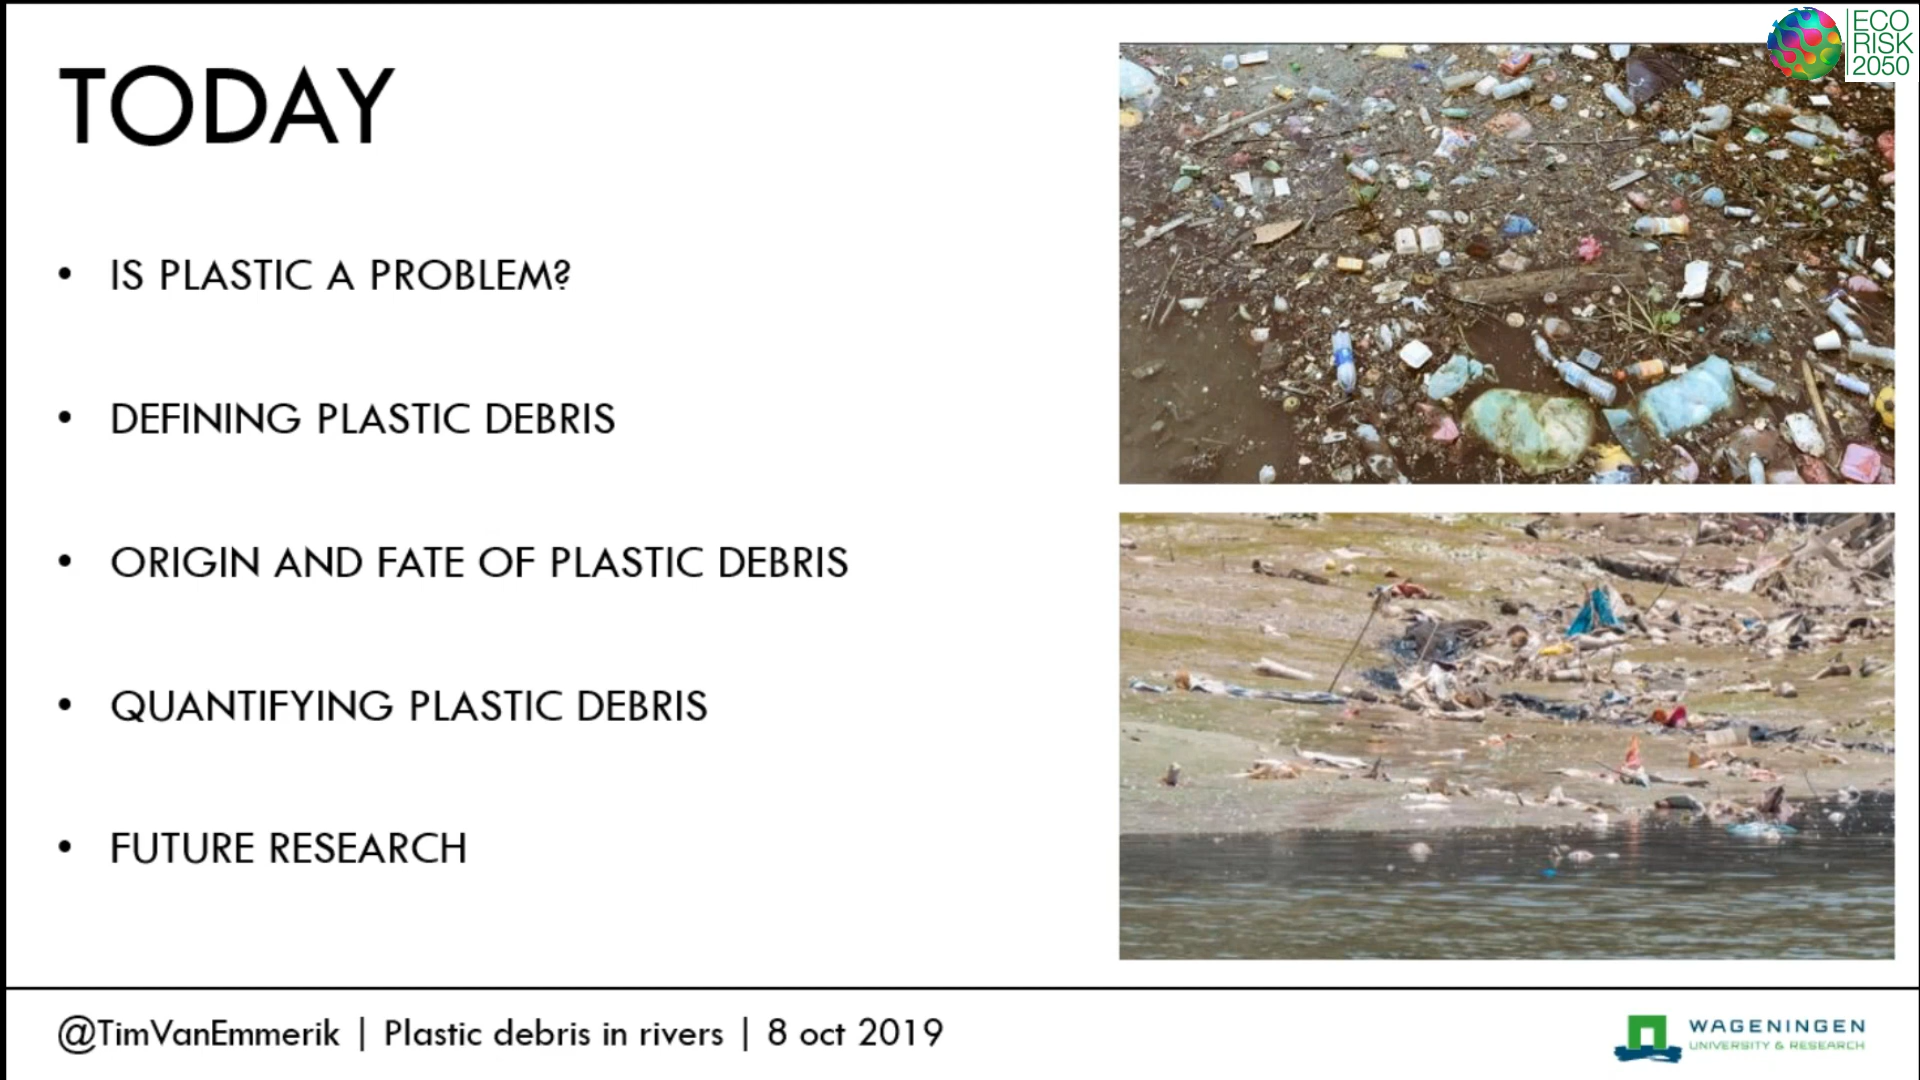 TODAY
• IS PLASTIC A PROBLEM?
• DEFINING PLASTIC DEBRIS
• ORIGIN AND FATE OF PLASTIC DEBRIS
• QUANTIFYING PLASTIC DEBRIS
• FUTURE RESEARCH
ECO
RISK
2050
@TimVanEmmerik | Plastic debris in rivers | 8 oct 2019
WAGENINGEN
UNIVERSITY & RESEARCH